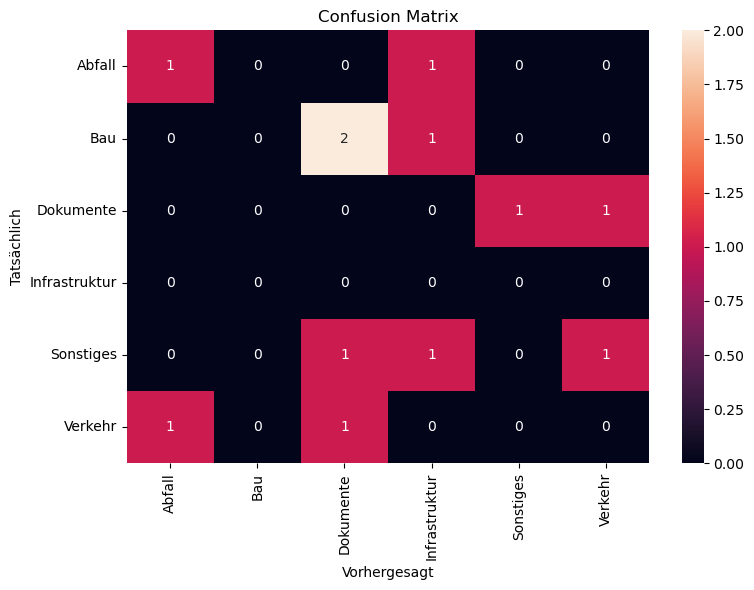 Confusion Matrix
Tatsächlich
Abfall 1 0 0 1 0 0
Bau 0 0 2 1 0 0
Dokumente 0 0 0 0 1 1
Infrastruktur 0 0 0 0 0 0
Sonstiges 0 0 1 1 0 1
Verkehr 1 0 1 0 0 0
Abfall Bau Dokumente Infrastruktur Sonstiges Verkehr
Vorhergesagt
2.00
1.75
1.50
1.25
1.00
0.75
0.50
0.25
0.00